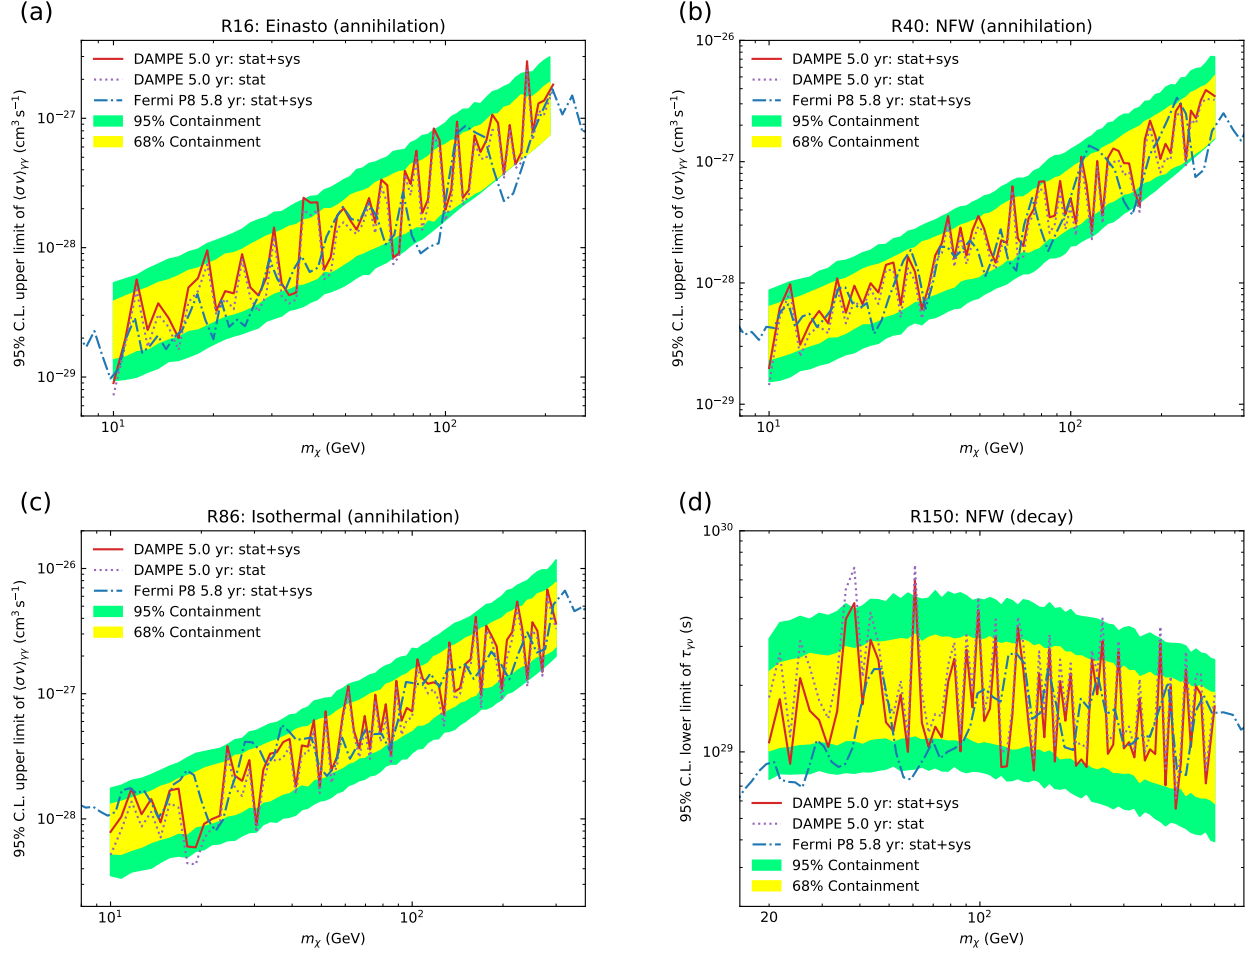 (a)
R16: Einasto (annihilation)
DAMPE 5.0 yr: stat+sys
DAMPE 5.0 yr: stat
Fermi P8 5.8 yr: stat+sys
95% Containment
68% Containment
95% C.L. upper limit of ⟨σv⟩γγ (cm³ s⁻¹)
10⁻²⁷
10⁻²⁸
10⁻²⁹
10¹
10²
mχ (GeV)
(b)
R40: NFW (annihilation)
DAMPE 5.0 yr: stat+sys
DAMPE 5.0 yr: stat
Fermi P8 5.8 yr: stat+sys
95% Containment
68% Containment
95% C.L. upper limit of ⟨σv⟩γγ (cm³ s⁻¹)
10⁻²⁶
10⁻²⁷
10⁻²⁸
10⁻²⁹
10¹
10²
mχ (GeV)
(c)
R86: Isothermal (annihilation)
DAMPE 5.0 yr: stat+sys
DAMPE 5.0 yr: stat
Fermi P8 5.8 yr: stat+sys
95% Containment
68% Containment
95% C.L. upper limit of ⟨σv⟩γγ (cm³ s⁻¹)
10⁻²⁶
10⁻²⁷
10⁻²⁸
10¹
10²
mχ (GeV)
(d)
R150: NFW (decay)
95% C.L. lower limit of τγν (s)
10³⁰
10²⁹
DAMPE 5.0 yr: stat+sys
DAMPE 5.0 yr: stat
Fermi P8 5.8 yr: stat+sys
95% Containment
68% Containment
20
10²
mχ (GeV)